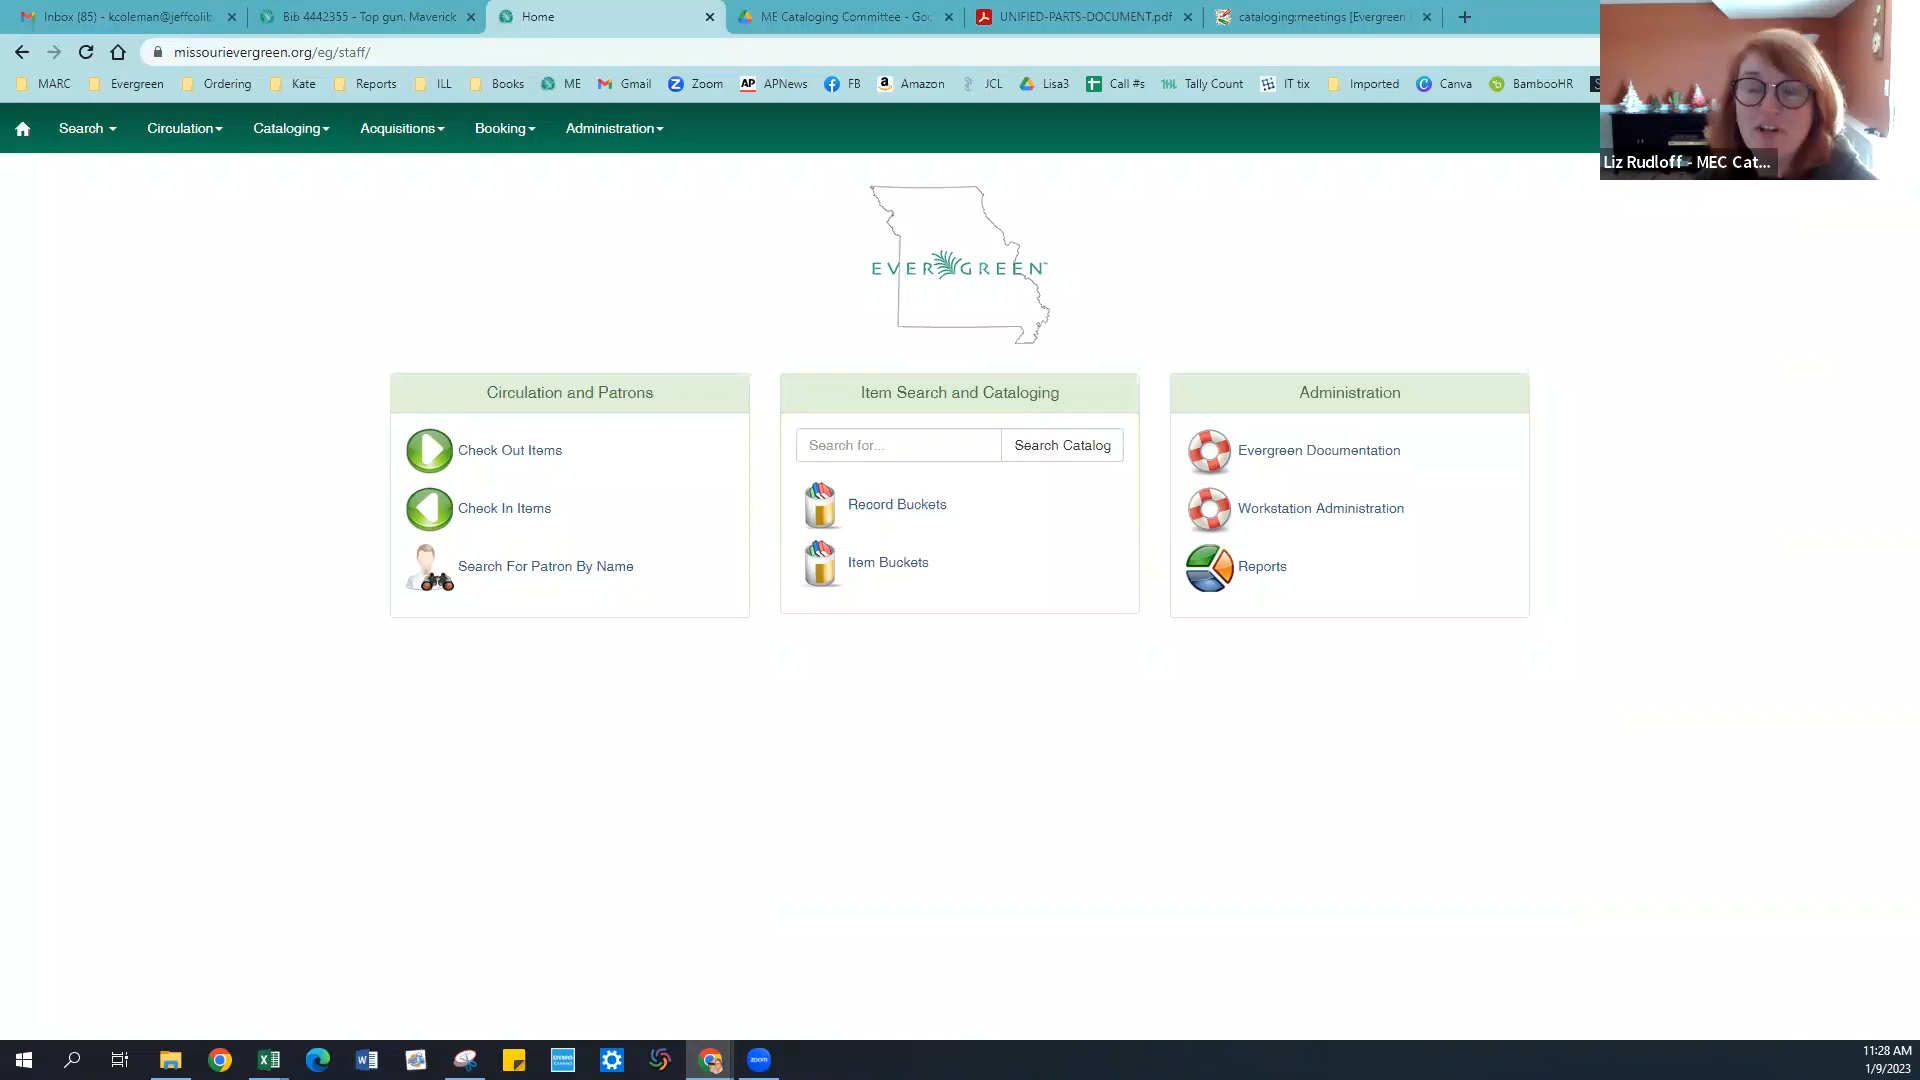 Inbox (85) - kcoleman@jeffcolib
Bib 4442355 - Top gun. Maverick
Home
ME Cataloging Committee - Goo
UNIFIED-PARTS-DOCUMENT.pdf
cataloging:meetings [Evergreen
missourievergreen.org/eg/staff/
MARC
Evergreen
Ordering
Kate
Reports
ILL
Books
ME
Gmail
Zoom
AP APNews
FB
Amazon
JCL
Lisa3
Call #s
Tally Count
IT tix
Imported
Canva
BambooHR
Search
Circulation
Cataloging
Acquisitions
Booking
Administration
Liz Rudloff - MEC Cat...
EVERGREEN™
Circulation and Patrons
Check Out Items
Check In Items
Search For Patron By Name
Item Search and Cataloging
Search for...
Search Catalog
Record Buckets
Item Buckets
Administration
Evergreen Documentation
Workstation Administration
Reports
DYMO
zoom
11:28 AM
1/9/2023